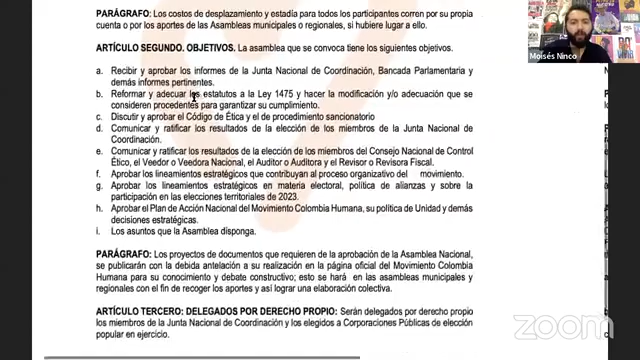 PARÁGRAFO: Los costos de desplazamiento y estadía para todos los participantes corren por su propia
cuenta o por los aportes de las Asambleas municipales o regionales, si hubiere lugar a ello.
ARTÍCULO SEGUNDO. OBJETIVOS. La asamblea que se convoca tiene los siguientes objetivos.
a. Recibir y aprobar los informes de la Junta Nacional de Coordinación, Bancada Parlamentaria y
demás informes pertinentes.
b. Reformar y adecuar los estatutos a la Ley 1475 y hacer la modificación y/o adecuación que se
consideren procedentes para garantizar su cumplimiento.
c. Discutir y aprobar el Código de Ética y el de procedimiento sancionatorio
d. Comunicar y ratificar los resultados de la elección de los miembros de la Junta Nacional de
Coordinación.
e. Comunicar y ratificar los resultados de la elección de los miembros del Consejo Nacional de Control
Ético, el Veedor o Veedora Nacional, el Auditor o Auditora y el Revisor o Revisora Fiscal.
f. Aprobar los lineamientos estratégicos que contribuyan al proceso organizativo del movimiento.
g. Aprobar los lineamientos estratégicos en materia electoral, política de alianzas y sobre la
participación en las elecciones territoriales de 2023.
h. Aprobar el Plan de Acción Nacional del Movimiento Colombia Humana, su política de Unidad y demás
decisiones estratégicas.
i. Los asuntos que la Asamblea disponga.
PARÁGRAFO: Los proyectos de documentos que requieren de la aprobación de la Asamblea Nacional,
se publicarán con la debida antelación a su realización en la página oficial del Movimiento Colombia
Humana para su conocimiento y debate constructivo; esto se hará en las asambleas municipales y
regionales con el fin de recoger los aportes y así lograr una elaboración colectiva.
ARTÍCULO TERCERO: DELEGADOS POR DERECHO PROPIO: Serán delegados por derecho propio
los miembros de la Junta Nacional de Coordinación y los elegidos a Corporaciones Públicas de elección
popular en ejercicio.
Moisés Ninco
zoom